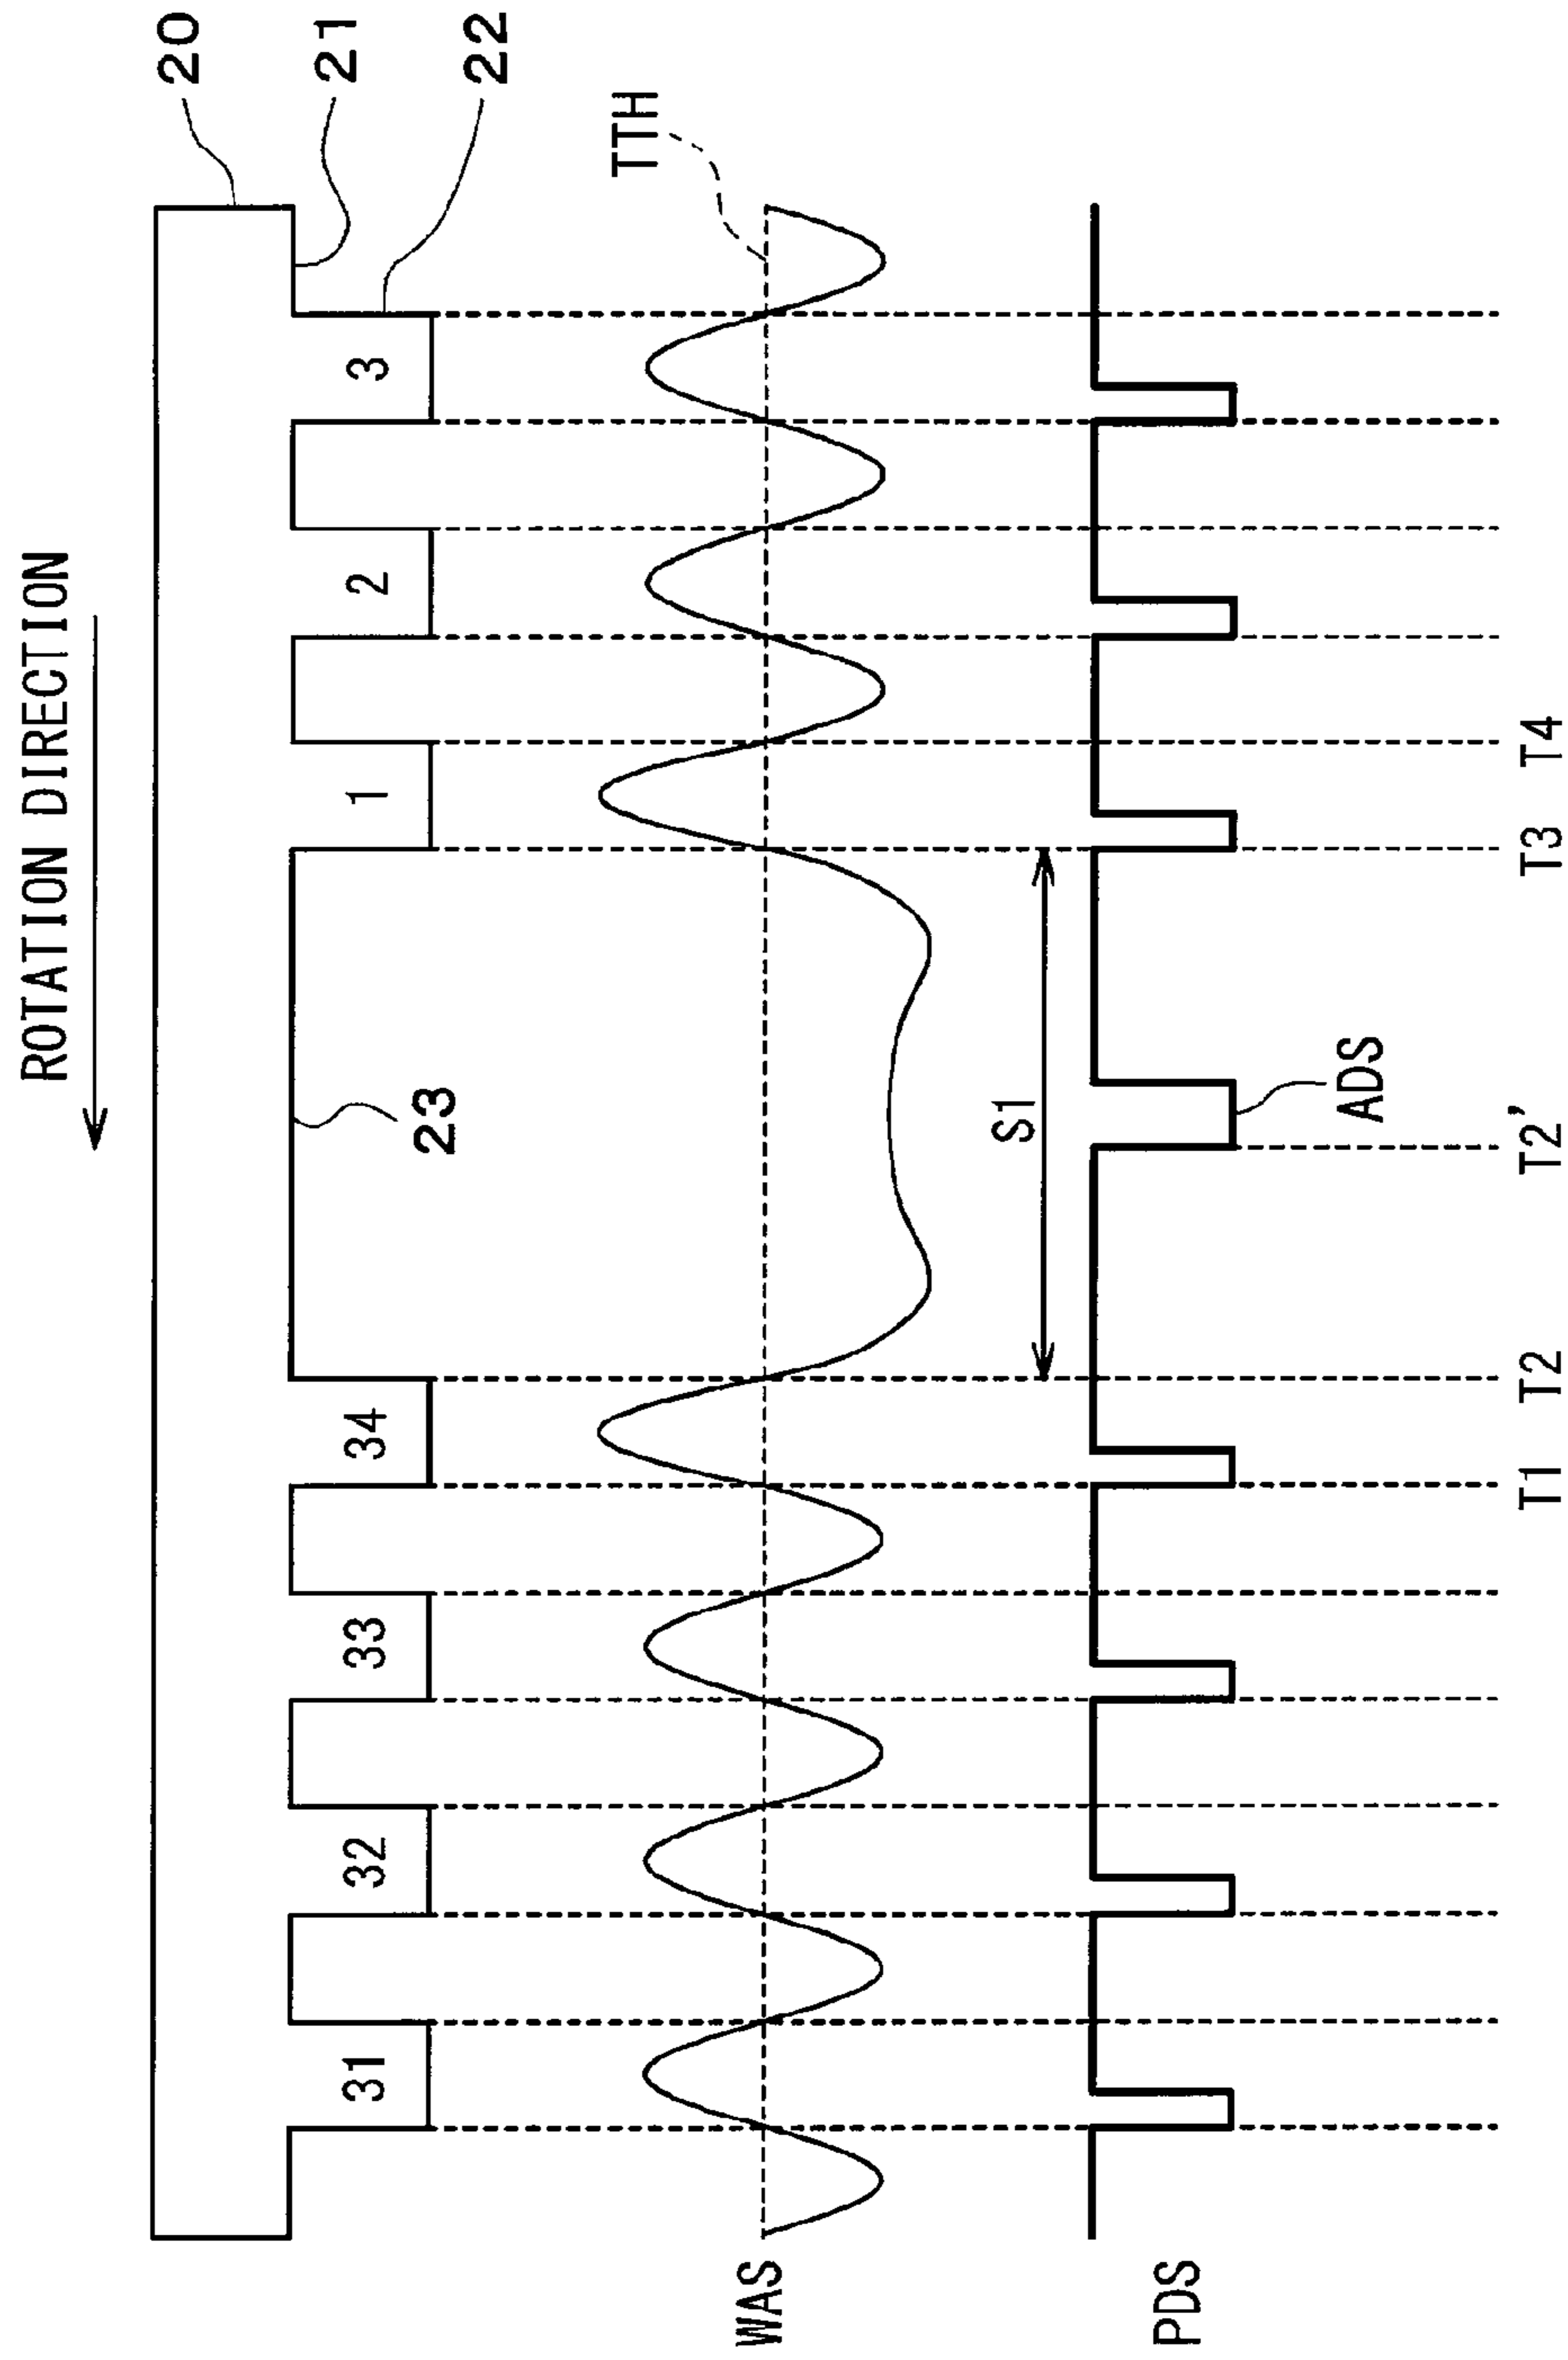 ROTATION DIRECTION
20
21
22
23
31
32
33
34
1
2
3
TTH
WAS
S1
PDS
ADS
T1
T2
T2'
T3
T4